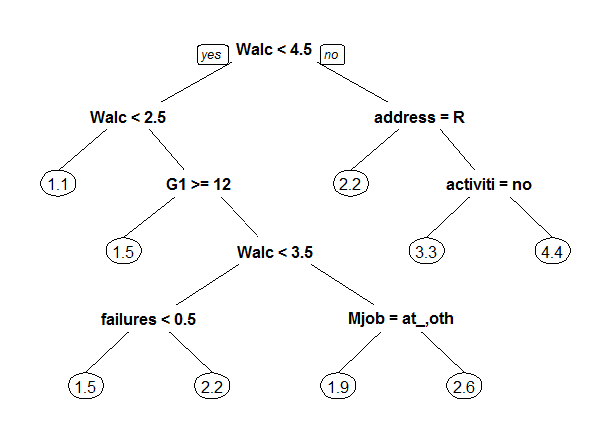 yes Walc < 4.5 no
Walc < 2.5 address = R
1.1 G1 >= 12 2.2 activiti = no
1.5 Walc < 3.5 3.3 4.4
failures < 0.5 Mjob = at_,oth
1.5 2.2 1.9 2.6